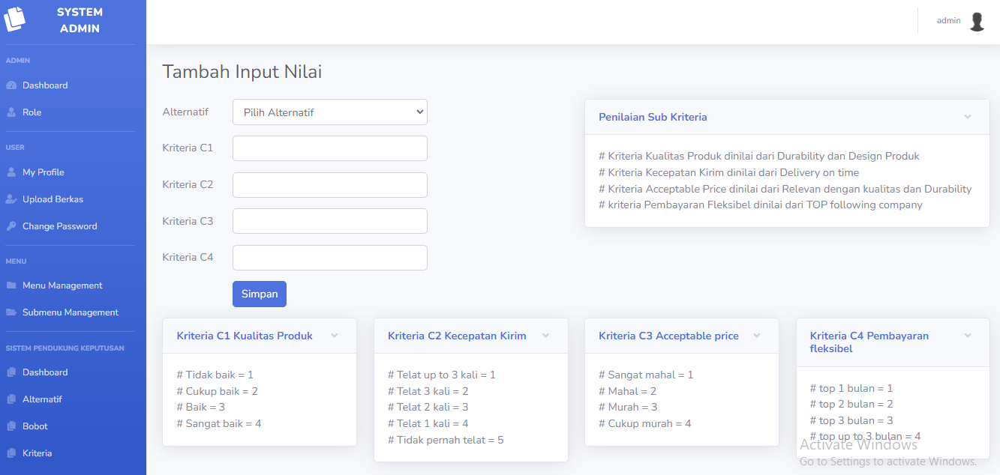 SYSTEM
ADMIN
admin
ADMIN
Dashboard
Role
USER
My Profile
Upload Berkas
Change Password
MENU
Menu Management
Submenu Management
SISTEM PENDUKUNG KEPUTUSAN
Dashboard
Alternatif
Bobot
Kriteria
Tambah Input Nilai
Alternatif
Pilih Alternatif
Kriteria C1
Kriteria C2
Kriteria C3
Kriteria C4
Simpan
Penilaian Sub Kriteria
# Kriteria Kualitas Produk dinilai dari Durability dan Design Produk
# Kriteria Kecepatan Kirim dinilai dari Delivery on time
# Kriteria Acceptable Price dinilai dari Relevan dengan kualitas dan Durability
# kriteria Pembayaran Fleksibel dinilai dari TOP following company
Kriteria C1 Kualitas Produk
# Tidak baik = 1
# Cukup baik = 2
# Baik = 3
# Sangat baik = 4
Kriteria C2 Kecepatan Kirim
# Telat up to 3 kali = 1
# Telat 3 kali = 2
# Telat 2 kali = 3
# Telat 1 kali = 4
# Tidak pernah telat = 5
Kriteria C3 Acceptable price
# Sangat mahal = 1
# Mahal = 2
# Murah = 3
# Cukup murah = 4
Kriteria C4 Pembayaran
fleksibel
# top 1 bulan = 1
# top 2 bulan = 2
# top 3 bulan = 3
# top up to 3 bulan = 4
Activate Windows
Go to Settings to activate Windows.